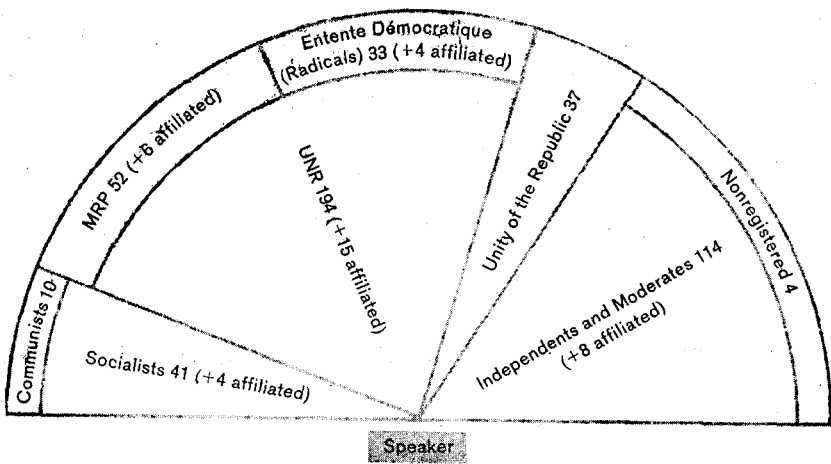 Entente Démocratique
(Radicals) 33 (+4 affiliated)
MRP 52 (+6 affiliated)
UNR 194 (+15 affiliated)
Unity of the Republic 37
Nonregistered 4
Communists 10
Socialists 41 (+4 affiliated)
Independents and Moderates 114
(+8 affiliated)
Speaker